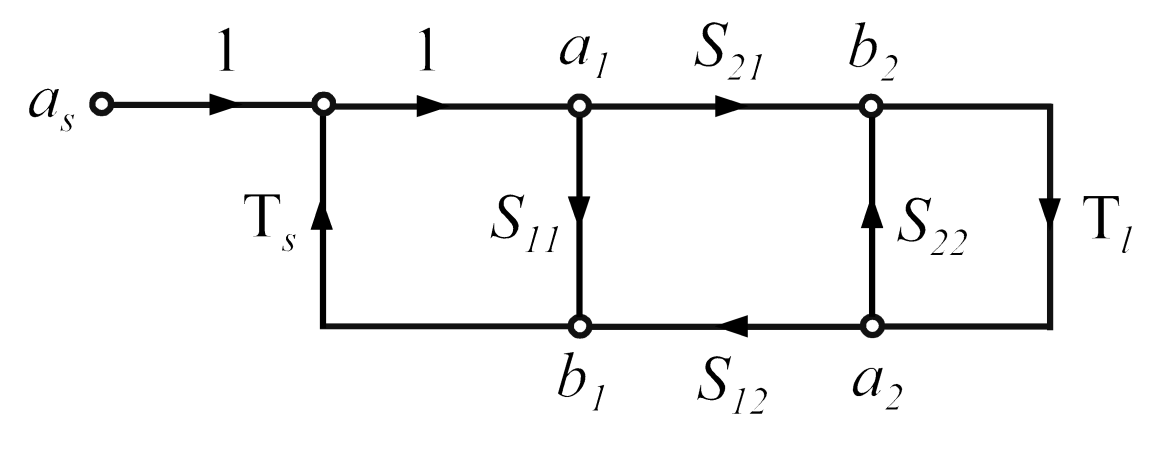 1 1 a₁ S₂₁ b₂
aₛ
Tₛ S₁₁ S₂₂ Tₗ
b₁ S₁₂ a₂